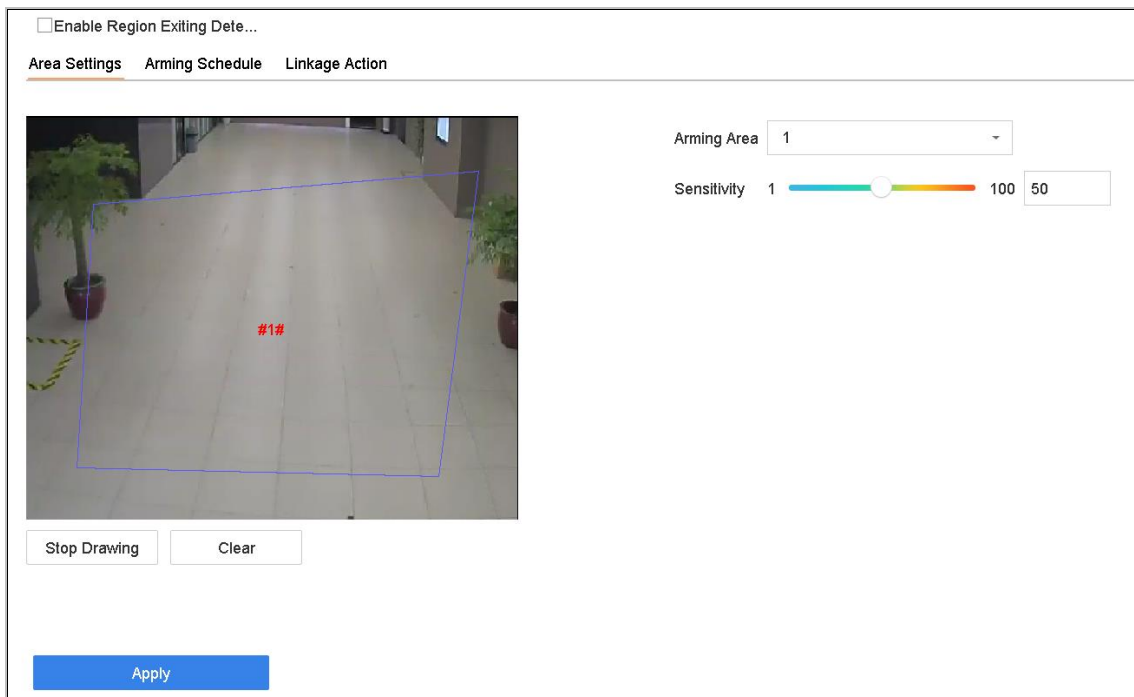 Enable Region Exiting Dete...
Area Settings Arming Schedule Linkage Action
Arming Area 1
Sensitivity 1 100 50
#1#
Stop Drawing Clear
Apply